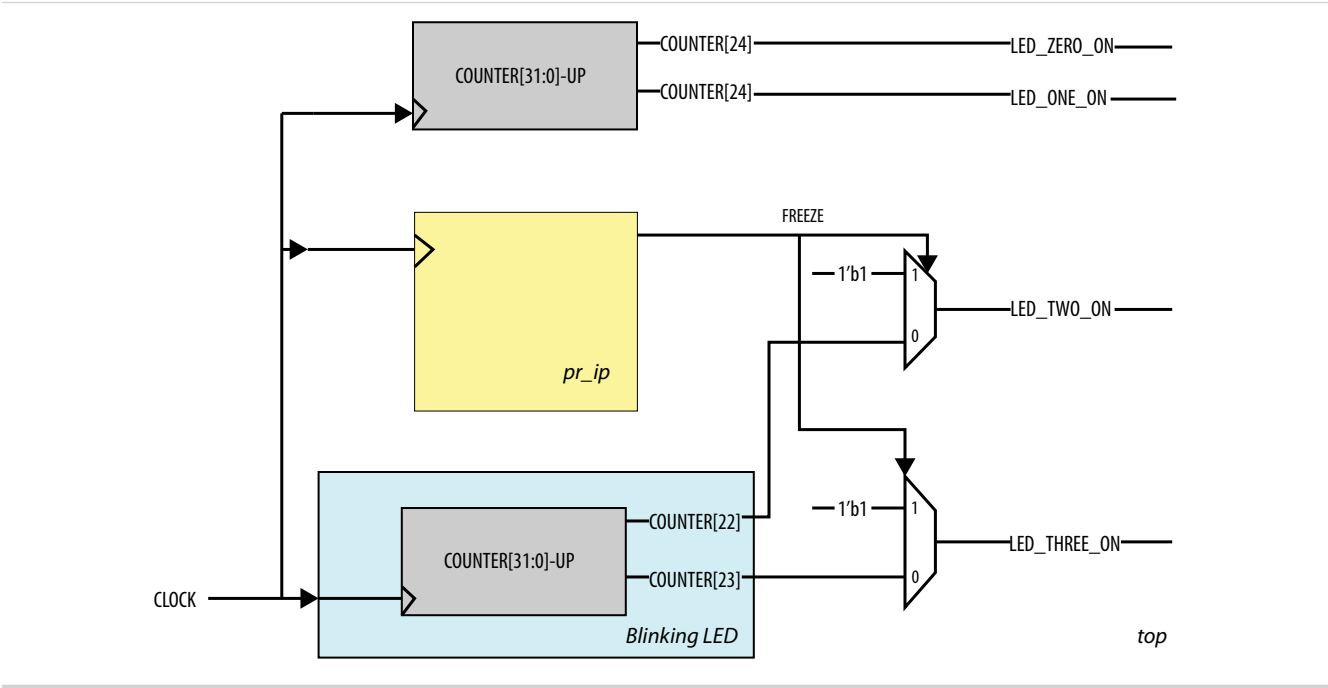 COUNTER[31:0]-UP
COUNTER[24]
LED_ZERO_ON
COUNTER[24]
LED_ONE_ON
FREEZE
1’b1
1
LED_TWO_ON
0
pr_ip
1’b1
1
COUNTER[22]
LED_THREE_ON
COUNTER[31:0]-UP
COUNTER[23]
0
CLOCK
Blinking LED
top